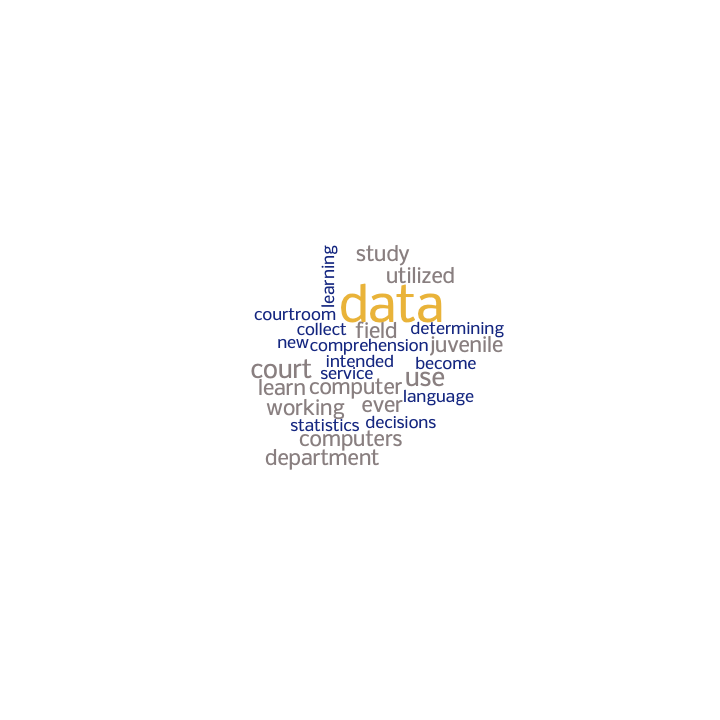 study
learning
utilized
data
courtroom
collect
field
determining
new
comprehension
juvenile
intended
become
court
service
use
learn
computer
language
working
ever
statistics
decisions
computers
department